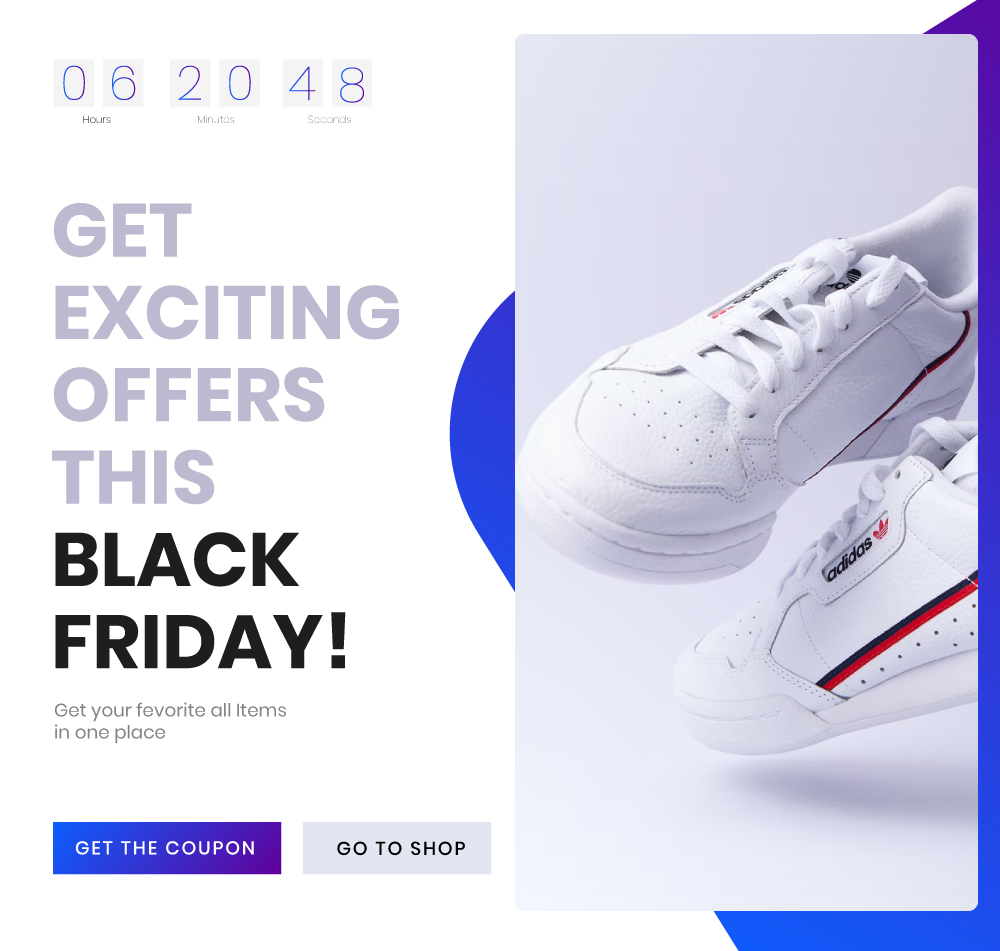 06 20 48
Hours Minutes Seconds
GET
EXCITING
OFFERS
THIS
BLACK
FRIDAY!
Get your fevorite all Items
in one place
GET THE COUPON GO TO SHOP
adidas
adidas